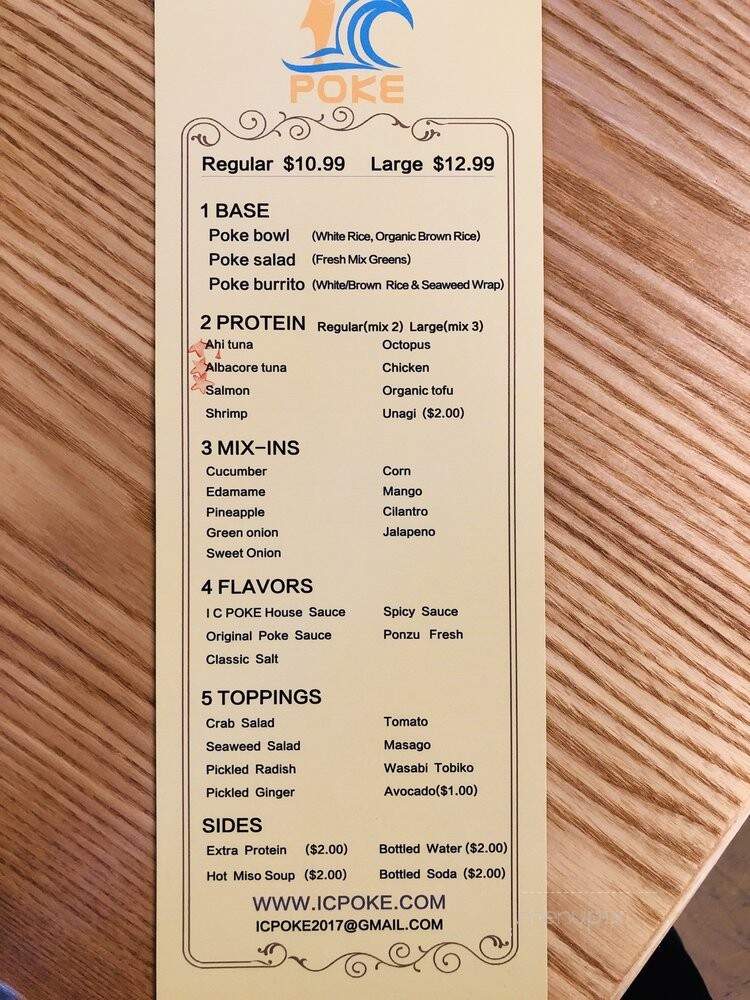 POKE
Regular $10.99 Large $12.99
1 BASE
Poke bowl (White Rice, Organic Brown Rice)
Poke salad (Fresh Mix Greens)
Poke burrito (White/Brown Rice & Seaweed Wrap)
2 PROTEIN Regular(mix 2) Large(mix 3)
Ahi tuna Octopus
Albacore tuna Chicken
Salmon Organic tofu
Shrimp Unagi ($2.00)
3 MIX-INS
Cucumber Corn
Edamame Mango
Pineapple Cilantro
Green onion Jalapeno
Sweet Onion
4 FLAVORS
I C POKE House Sauce Spicy Sauce
Original Poke Sauce Ponzu Fresh
Classic Salt
5 TOPPINGS
Crab Salad Tomato
Seaweed Salad Masago
Pickled Radish Wasabi Tobiko
Pickled Ginger Avocado($1.00)
SIDES
Extra Protein ($2.00) Bottled Water ($2.00)
Hot Miso Soup ($2.00) Bottled Soda ($2.00)
WWW.ICPOKE.COM
ICPOKE2017@GMAIL.COM